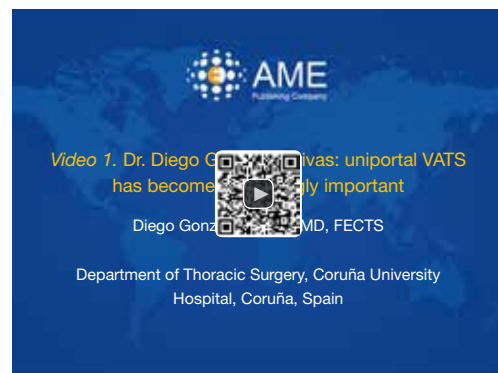 AME
Publishing Company
Video 1. Dr. Diego G ivas: uniportal VATS
has become gly important
Diego Gonz MD, FECTS
Department of Thoracic Surgery, Coruña University
Hospital, Coruña, Spain